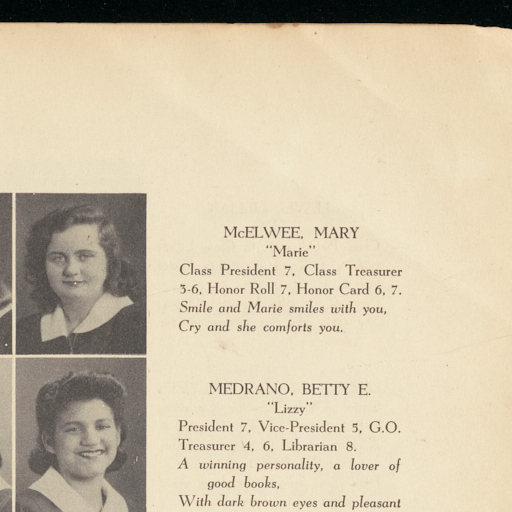 McELWEE, MARY
"Marie"
Class President 7, Class Treasurer
3-6, Honor Roll 7, Honor Card 6, 7.
Smile and Marie smiles with you,
Cry and she comforts you.
MEDRANO, BETTY E.
"Lizzy"
President 7, Vice-President 5, G.O.
Treasurer 4, 6, Librarian 8.
A winning personality, a lover of
good books,
With dark brown eyes and pleasant